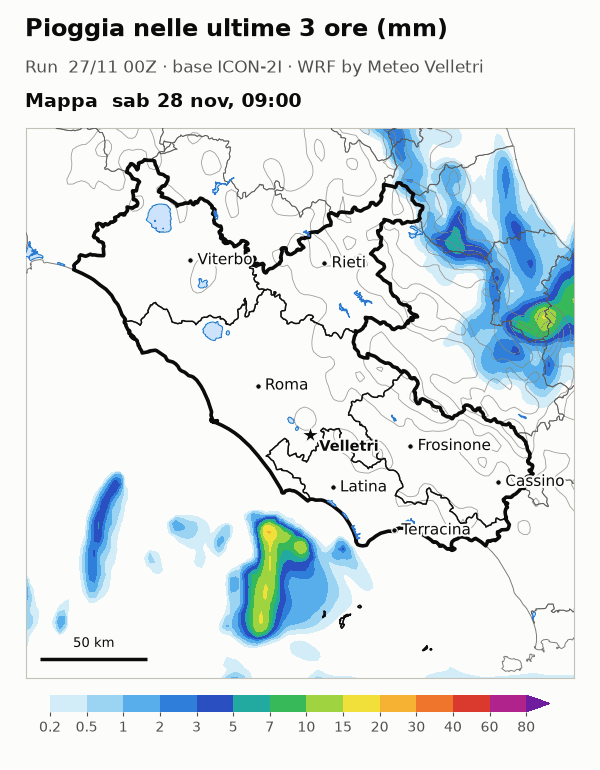 Pioggia nelle ultime 3 ore (mm)
Run 27/11 00Z · base ICON-2I · WRF by Meteo Velletri
Mappa sab 28 nov, 09:00
Viterbo
Rieti
Roma
Velletri
Frosinone
Latina
Cassino
Terracina
50 km
0.2 0.5 1 2 3 5 7 10 15 20 30 40 60 80